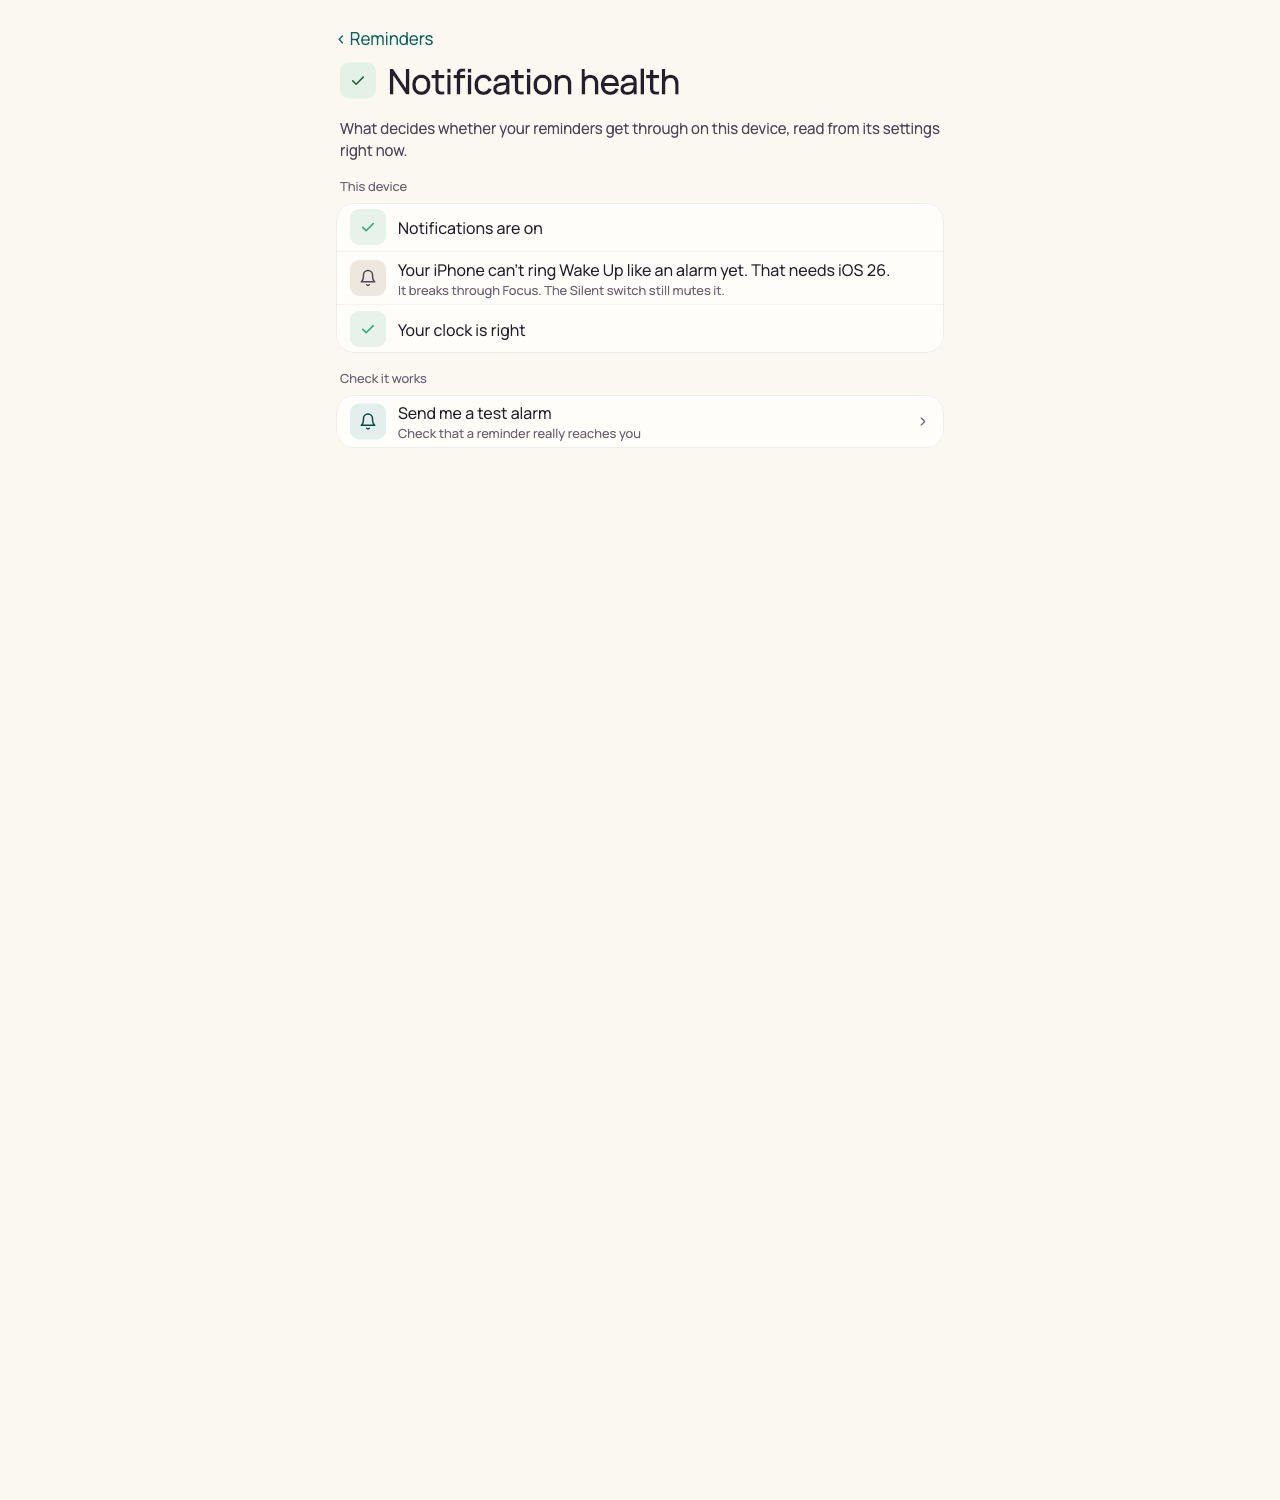 Reminders
Notification health
What decides whether your reminders get through on this device, read from its settings
right now.
This device
Notifications are on
Your iPhone can't ring Wake Up like an alarm yet. That needs iOS 26.
It breaks through Focus. The Silent switch still mutes it.
Your clock is right
Check it works
Send me a test alarm
Check that a reminder really reaches you